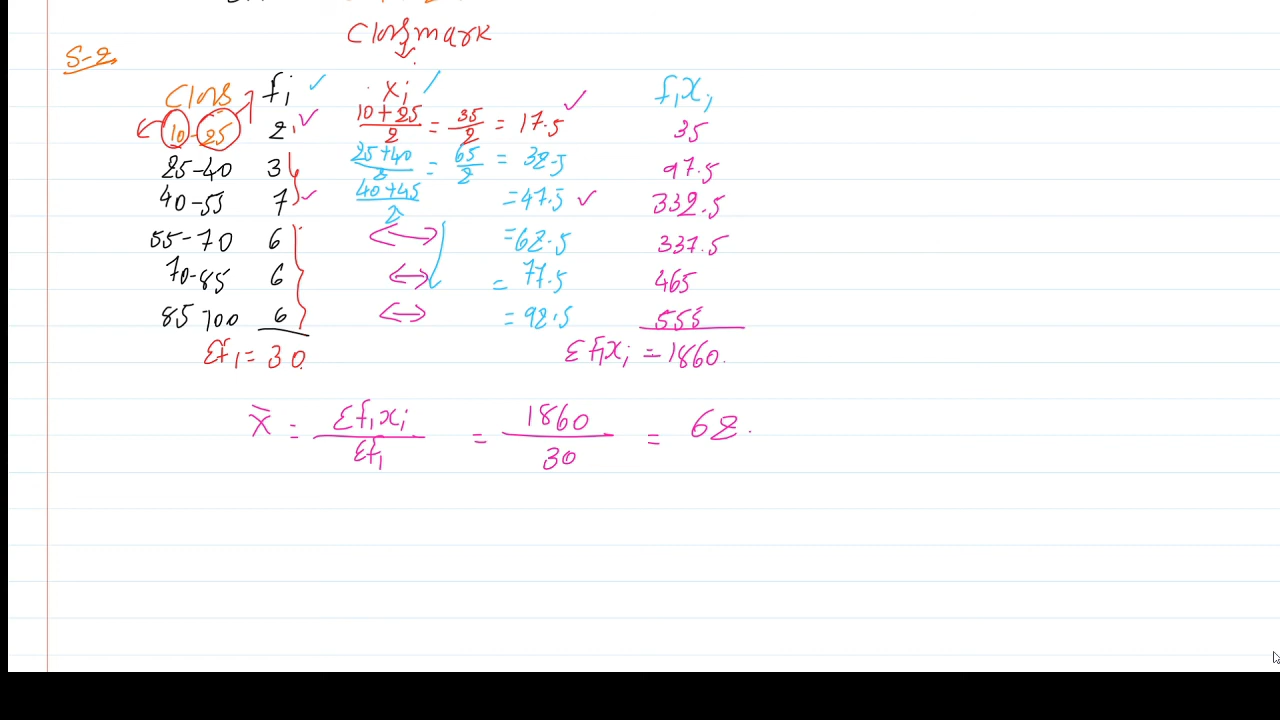 Class mark
S-2
Class fi xi fixi
10-25 2 10+25/2 = 35/2 = 17.5 35
25-40 3 25+40/2 = 65/2 = 32.5 97.5
40-55 7 40+45/2 = 47.5 332.5
55-70 6 = 62.5 337.5
70-85 6 = 77.5 465
85 100 6 = 92.5 555
Σfi = 30. Σfixi = 1860.
x̄ = Σfixi/Σfi = 1860/30 = 62.